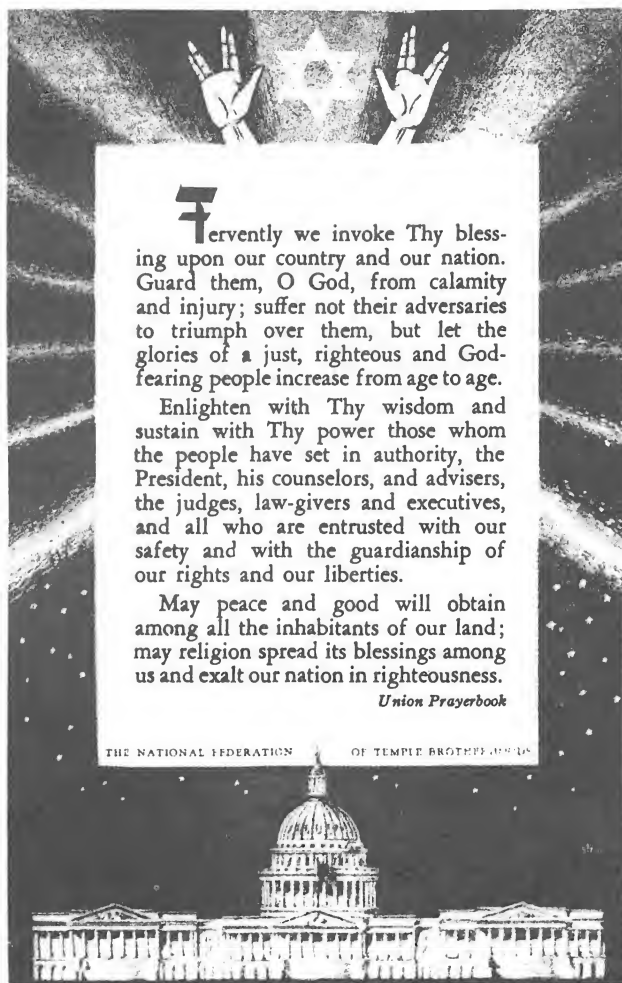 Fervently we invoke Thy bless-
ing upon our country and our nation.
Guard them, O God, from calamity
and injury; suffer not their adversaries
to triumph over them, but let the
glories of a just, righteous and God-
fearing people increase from age to age.
Enlighten with Thy wisdom and
sustain with Thy power those whom
the people have set in authority, the
President, his counselors, and advisers,
the judges, law-givers and executives,
and all who are entrusted with our
safety and with the guardianship of
our rights and our liberties.
May peace and good will obtain
among all the inhabitants of our land;
may religion spread its blessings among
us and exalt our nation in righteousness.
Union Prayerbook
THE NATIONAL FEDERATION OF TEMPLE BROTHERHOODS